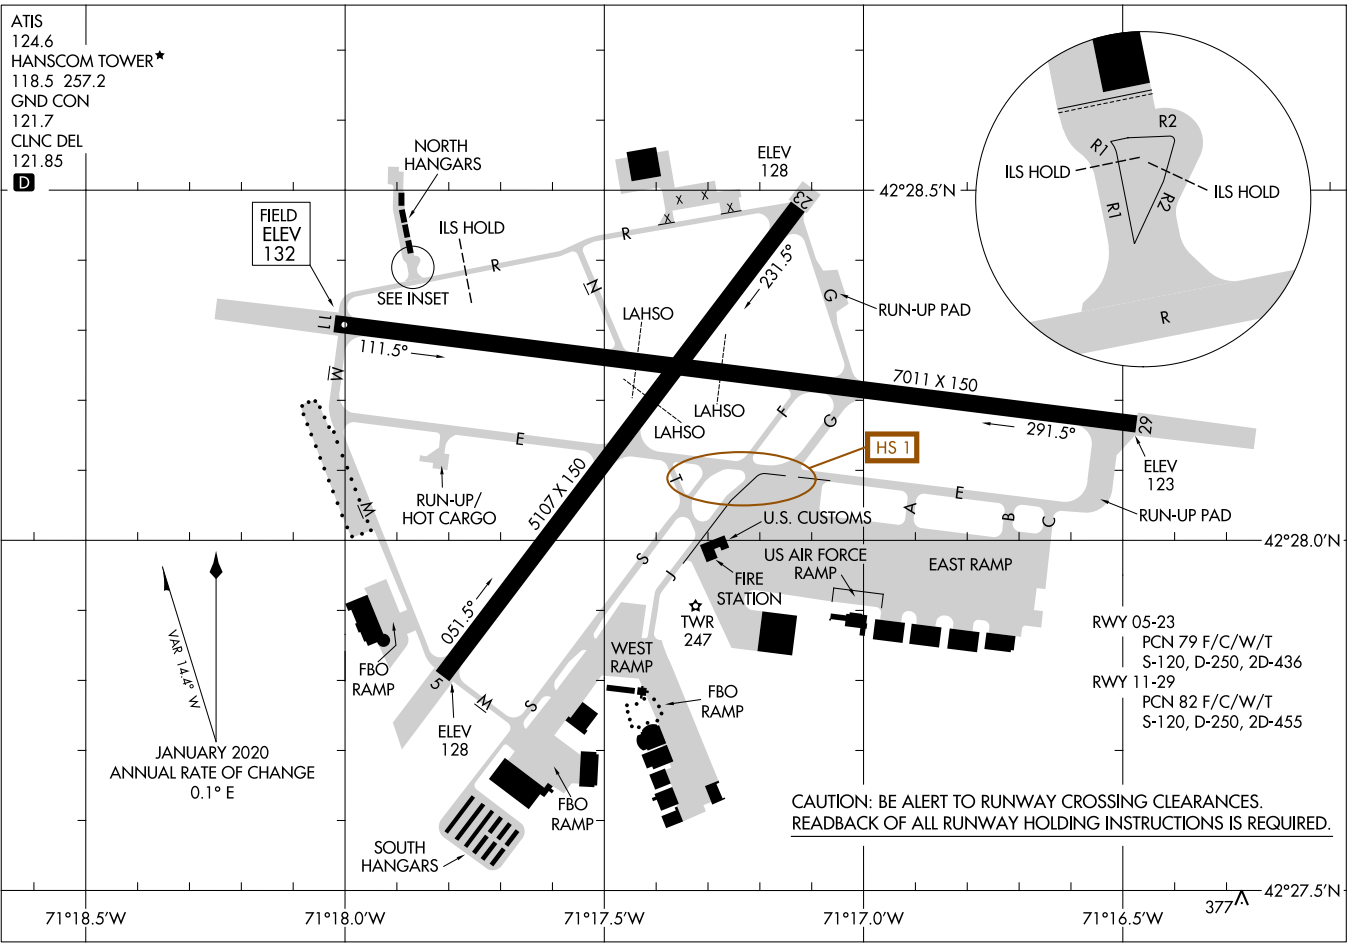 ATIS
124.6
HANSCOM TOWER★
118.5 257.2
GND CON
121.7
CLNC DEL
121.85
D
NORTH
HANGARS
FIELD
ELEV
132
ILS HOLD
SEE INSET
R
R
N
ELEV
128
23
231.5°
G
RUN-UP PAD
42°28.5'N
R1
R2
ILS HOLD
ILS HOLD
R1
R2
R
11
111.5°
LAHSO
LAHSO
LAHSO
7011 X 150
291.5°
29
ELEV
123
M
E
F
G
HS 1
RUN-UP/
HOT CARGO
M
5107 X 150
T
E
A
B
C
RUN-UP PAD
U.S. CUSTOMS
US AIR FORCE
RAMP
EAST RAMP
42°28.0'N
S
J
FIRE
STATION
TWR
247
VAR 14.4° W
051.5°
FBO
RAMP
WEST
RAMP
FBO
RAMP
5
M
S
ELEV
128
RWY 05-23
PCN 79 F/C/W/T
S-120, D-250, 2D-436
RWY 11-29
PCN 82 F/C/W/T
S-120, D-250, 2D-455
JANUARY 2020
ANNUAL RATE OF CHANGE
0.1° E
FBO
RAMP
SOUTH
HANGARS
CAUTION: BE ALERT TO RUNWAY CROSSING CLEARANCES.
READBACK OF ALL RUNWAY HOLDING INSTRUCTIONS IS REQUIRED.
377
42°27.5'N
71°18.5'W
71°18.0'W
71°17.5'W
71°17.0'W
71°16.5'W